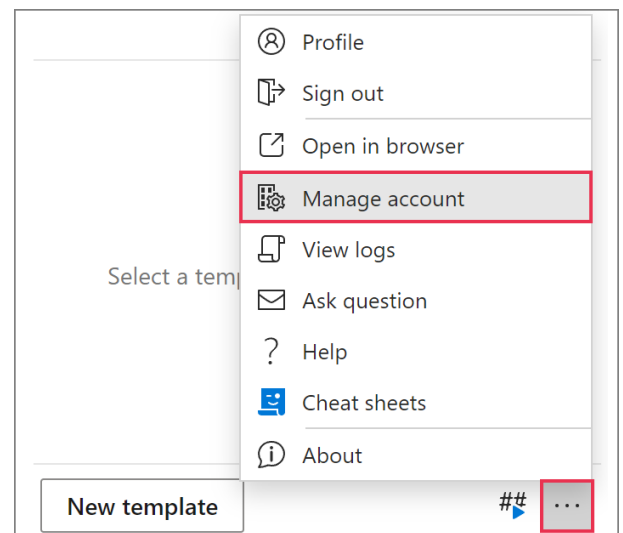 Profile
Sign out
Open in browser
Manage account
View logs
Select a tem
Ask question
? Help
Cheat sheets
About
New template
## ...